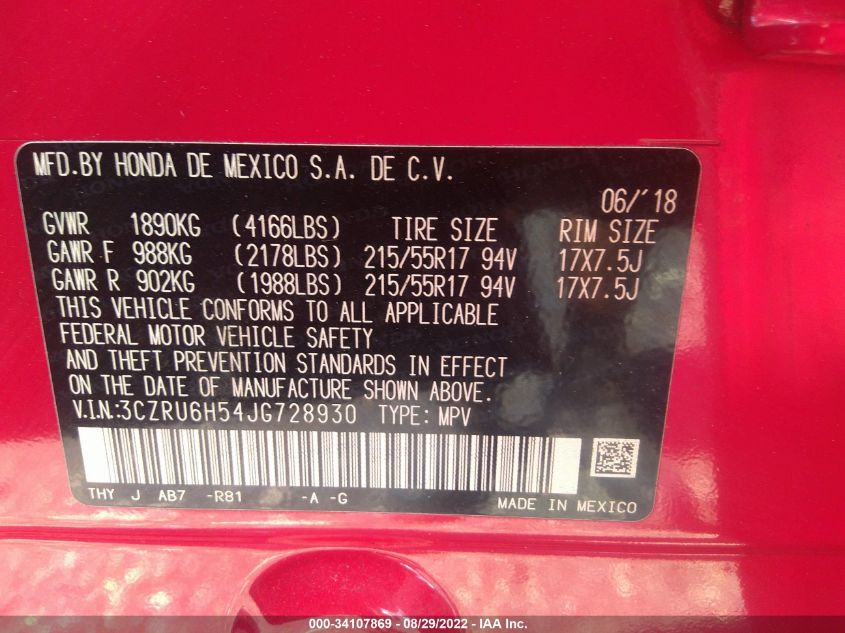 MFD.BY HONDA DE MEXICO S.A. DE C.V.
06/'18
GVWR 1890KG (4166LBS) TIRE SIZE RIM SIZE
GAWR F 988KG (2178LBS) 215/55R17 94V 17X7.5J
GAWR R 902KG (1988LBS) 215/55R17 94V 17X7.5J
THIS VEHICLE CONFORMS TO ALL APPLICABLE
FEDERAL MOTOR VEHICLE SAFETY
AND THEFT PREVENTION STANDARDS IN EFFECT
ON THE DATE OF MANUFACTURE SHOWN ABOVE.
V.I.N:3CZRU6H54JG728930 TYPE: MPV
THY J AB7 -R81 -A -G MADE IN MEXICO
000-34107869 - 08/29/2022 - IAA Inc.